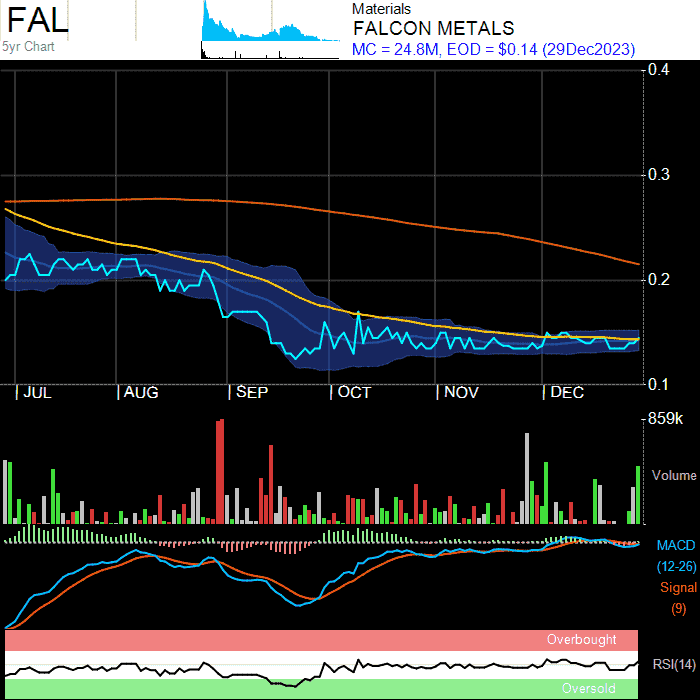 FAL
5yr Chart
Materials
FALCON METALS
MC = 24.8M, EOD = $0.14 (29Dec2023)
0.4
0.3
0.2
0.1
JUL AUG SEP OCT NOV DEC
859k
Volume
MACD
(12-26)
Signal
(9)
Overbought
RSI(14)
Oversold